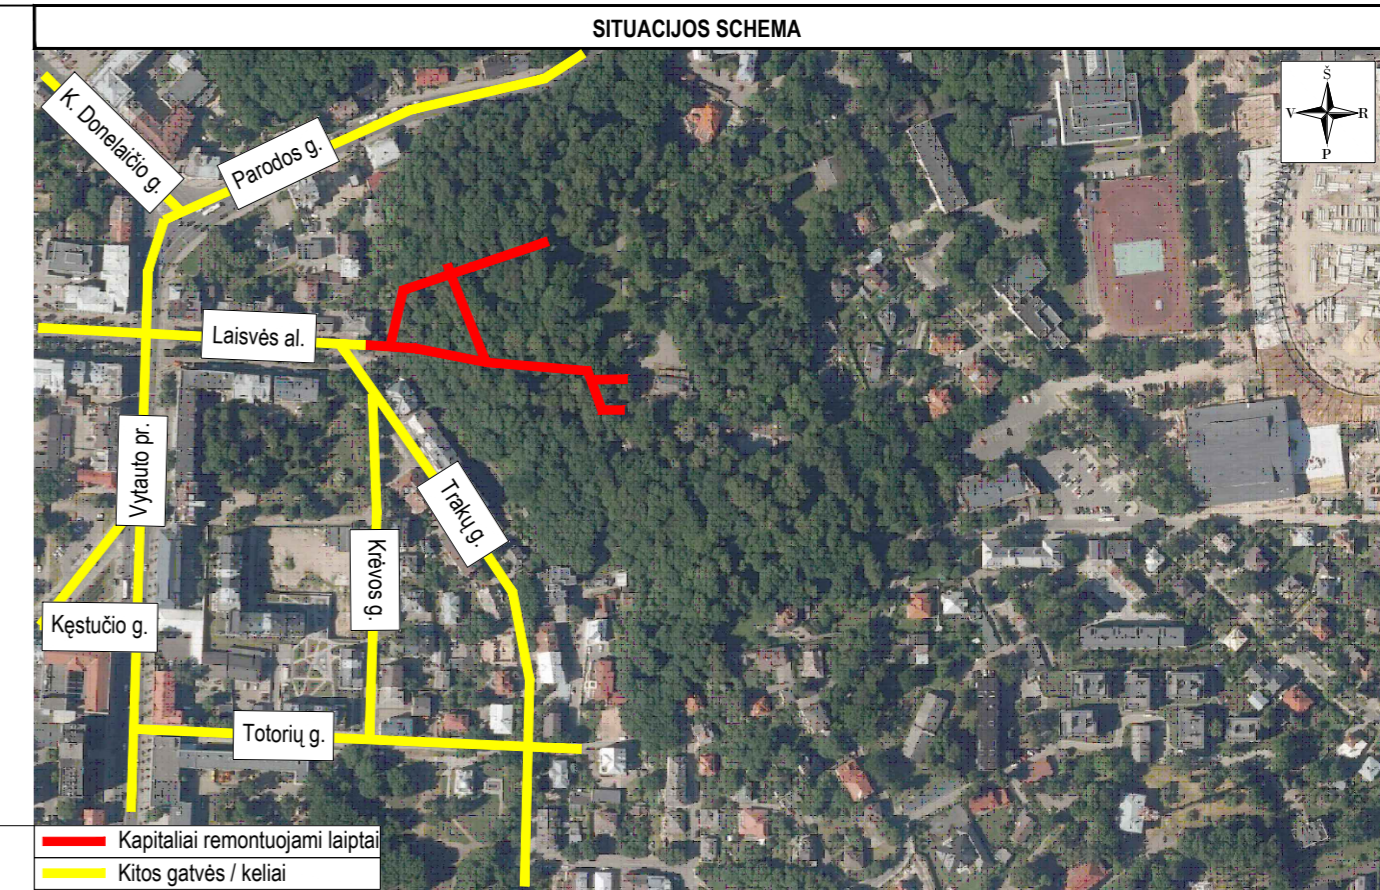 SITUACIJOS SCHEMA
Š
V
R
P
K. Donelaičio g.
Parodos g.
Laisvės al.
Vytauto pr.
Trakų g.
Krėvos g.
Kęstučio g.
Totorių g.
Kapitaliai remontuojami laiptai
Kitos gatvės / keliai